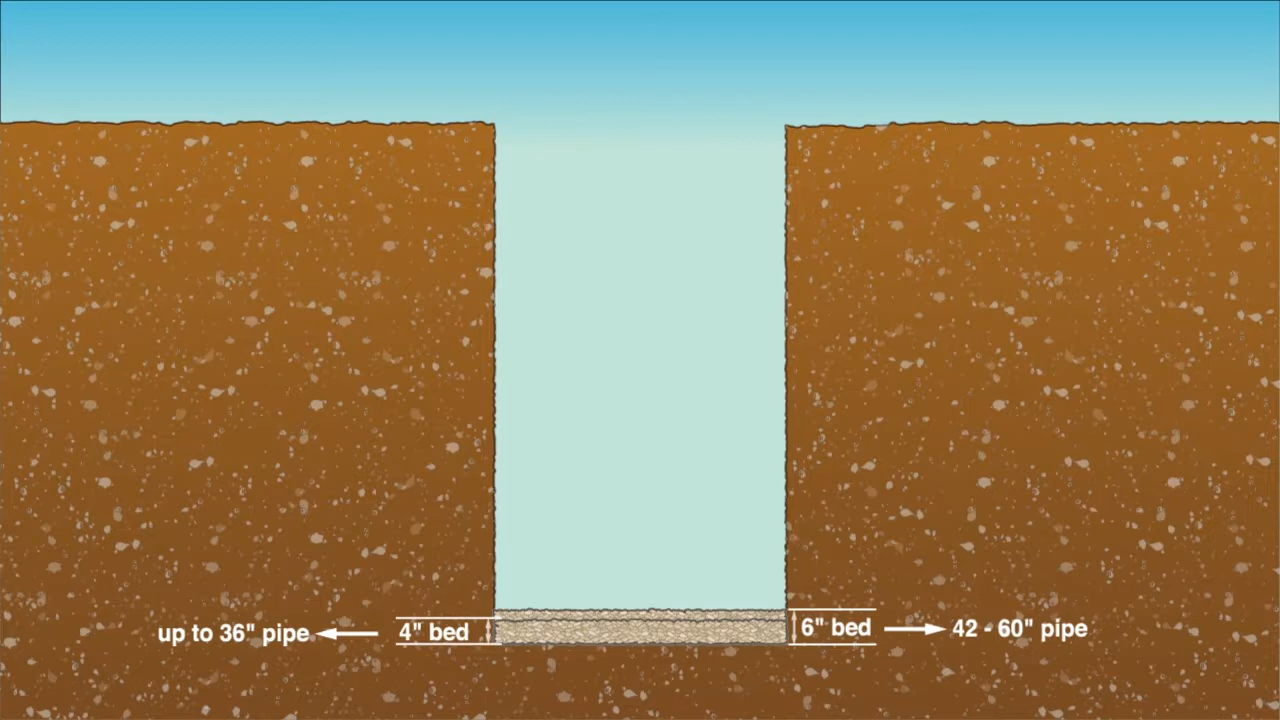 up to 36" pipe
4" bed
6" bed
42 - 60" pipe